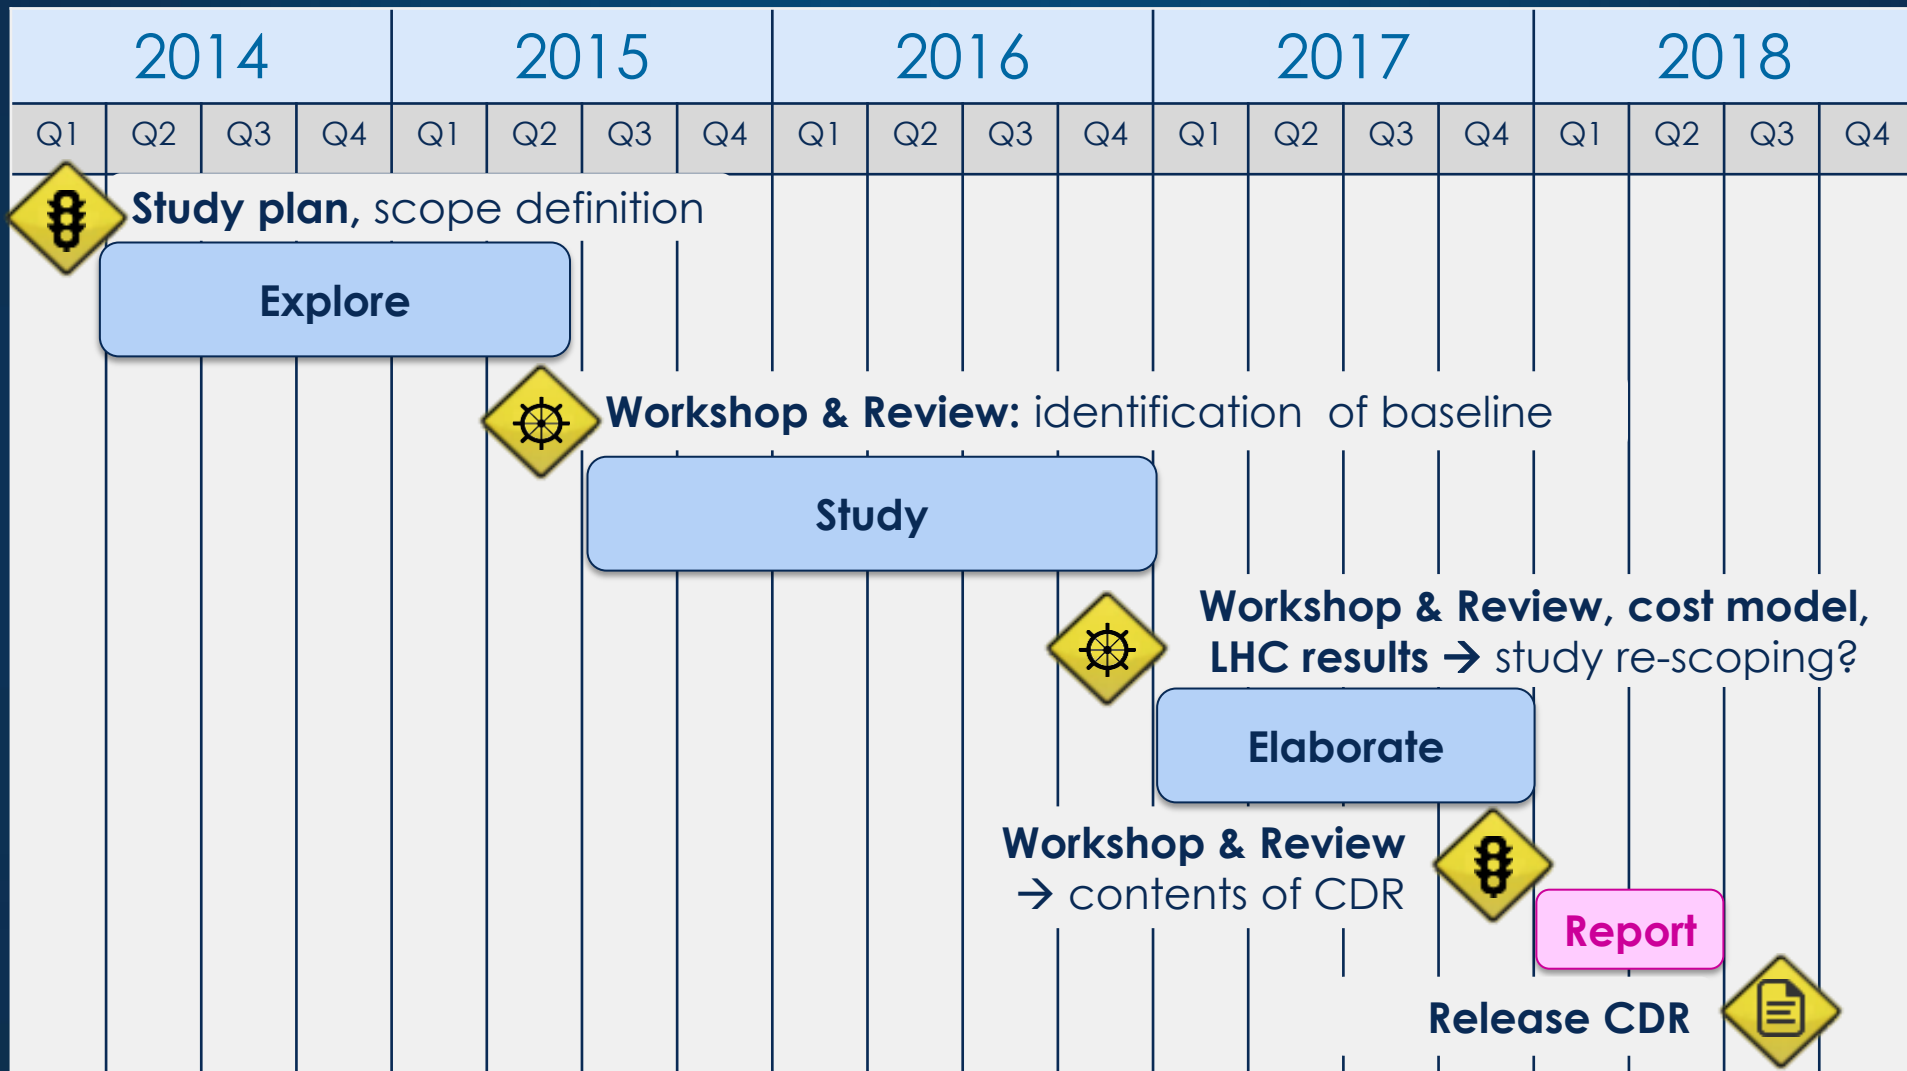 2014 2015 2016 2017 2018
Q1 Q2 Q3 Q4 Q1 Q2 Q3 Q4 Q1 Q2 Q3 Q4 Q1 Q2 Q3 Q4 Q1 Q2 Q3 Q4
Study plan, scope definition
Explore
Workshop & Review: identification of baseline
Study
Workshop & Review, cost model,
LHC results → study re-scoping?
Elaborate
Workshop & Review
→ contents of CDR
Report
Release CDR